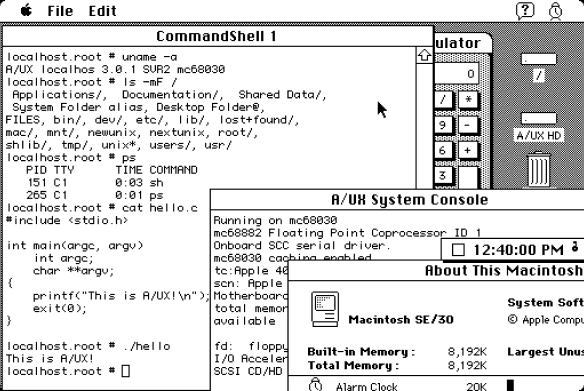 File Edit
CommandShell 1
localhost.root # uname -a
A/UX localhos 3.0.1 SVR2 mc68030
localhost.root # ls -mF /
Applications/, Documentation/, Shared Data/,
System Folder alias, Desktop Folder@,
FILES, bin/, dev/, etc/, lib/, lost+found/,
mac/, mnt/, newunix, nextunix, root/,
shlib/, tmp/, unix*, users/, usr/
localhost.root # ps
PID TTY TIME COMMAND
151 C1 0:03 sh
265 C1 0:01 ps
localhost.root # cat hello.c
#include <stdio.h>
int main(argc, argv)
int argc;
char **argv;
{
printf("This is A/UX!\n");
exit(0);
}
localhost.root # ./hello
This is A/UX!
localhost.root #
ulator
0
/ *
9 -
6 +
3
/
A/UX HD
A/UX System Console
Running on mc68030
mc68882 Floating Point Coprocessor ID 1
Onboard SCC serial driver.
mc68030 caching enabled
tc:Apple 40
scn: Apple
Motherboard
total memor
available
fd: floppy
I/O Acceler
SCSI CD/HD
12:40:00 PM
About This Macintosh
Macintosh SE/30
System Soft
© Apple Compu
Built-in Memory : 8,192K
Total Memory : 8,192K
Largest Unus
Alarm Clock 20K